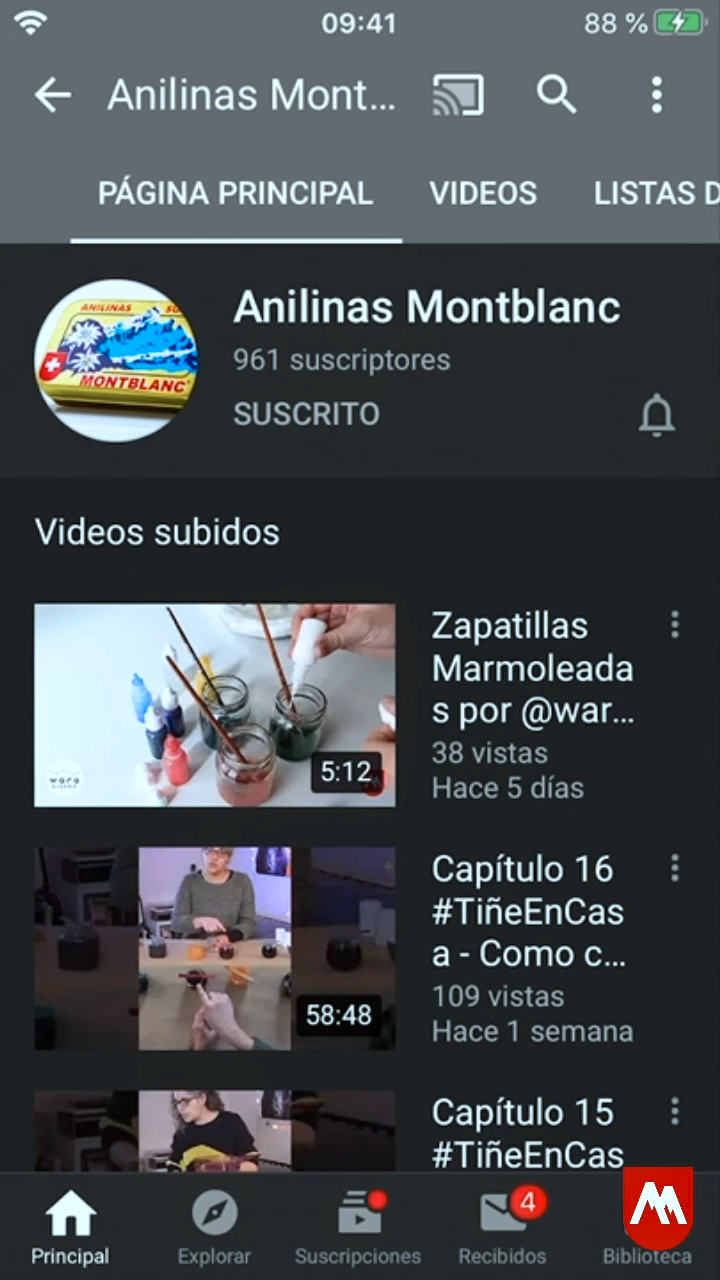 09:41
88 %
Anilinas Mont...
PÁGINA PRINCIPAL
VIDEOS
LISTAS D
ANILINAS
MONTBLANC
Anilinas Montblanc
961 suscriptores
SUSCRITO
Videos subidos
waro
5:12
Zapatillas
Marmoleada
s por @war...
38 vistas
Hace 5 días
58:48
Capítulo 16
#TiñeEnCas
a - Como c...
109 vistas
Hace 1 semana
Capítulo 15
#TiñeEnCas
Principal
Explorar
Suscripciones
4
Recibidos
Biblioteca